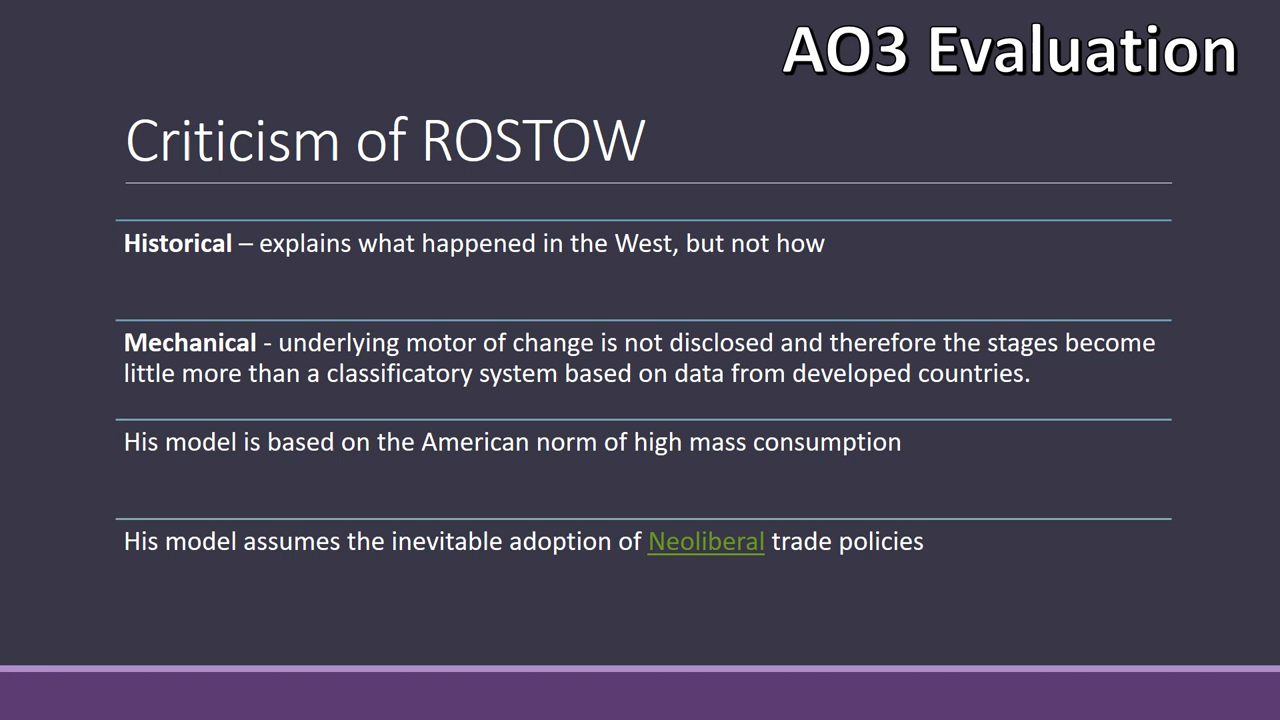 AO3 Evaluation
Criticism of ROSTOW
Historical – explains what happened in the West, but not how
Mechanical - underlying motor of change is not disclosed and therefore the stages become
little more than a classificatory system based on data from developed countries.
His model is based on the American norm of high mass consumption
His model assumes the inevitable adoption of Neoliberal trade policies